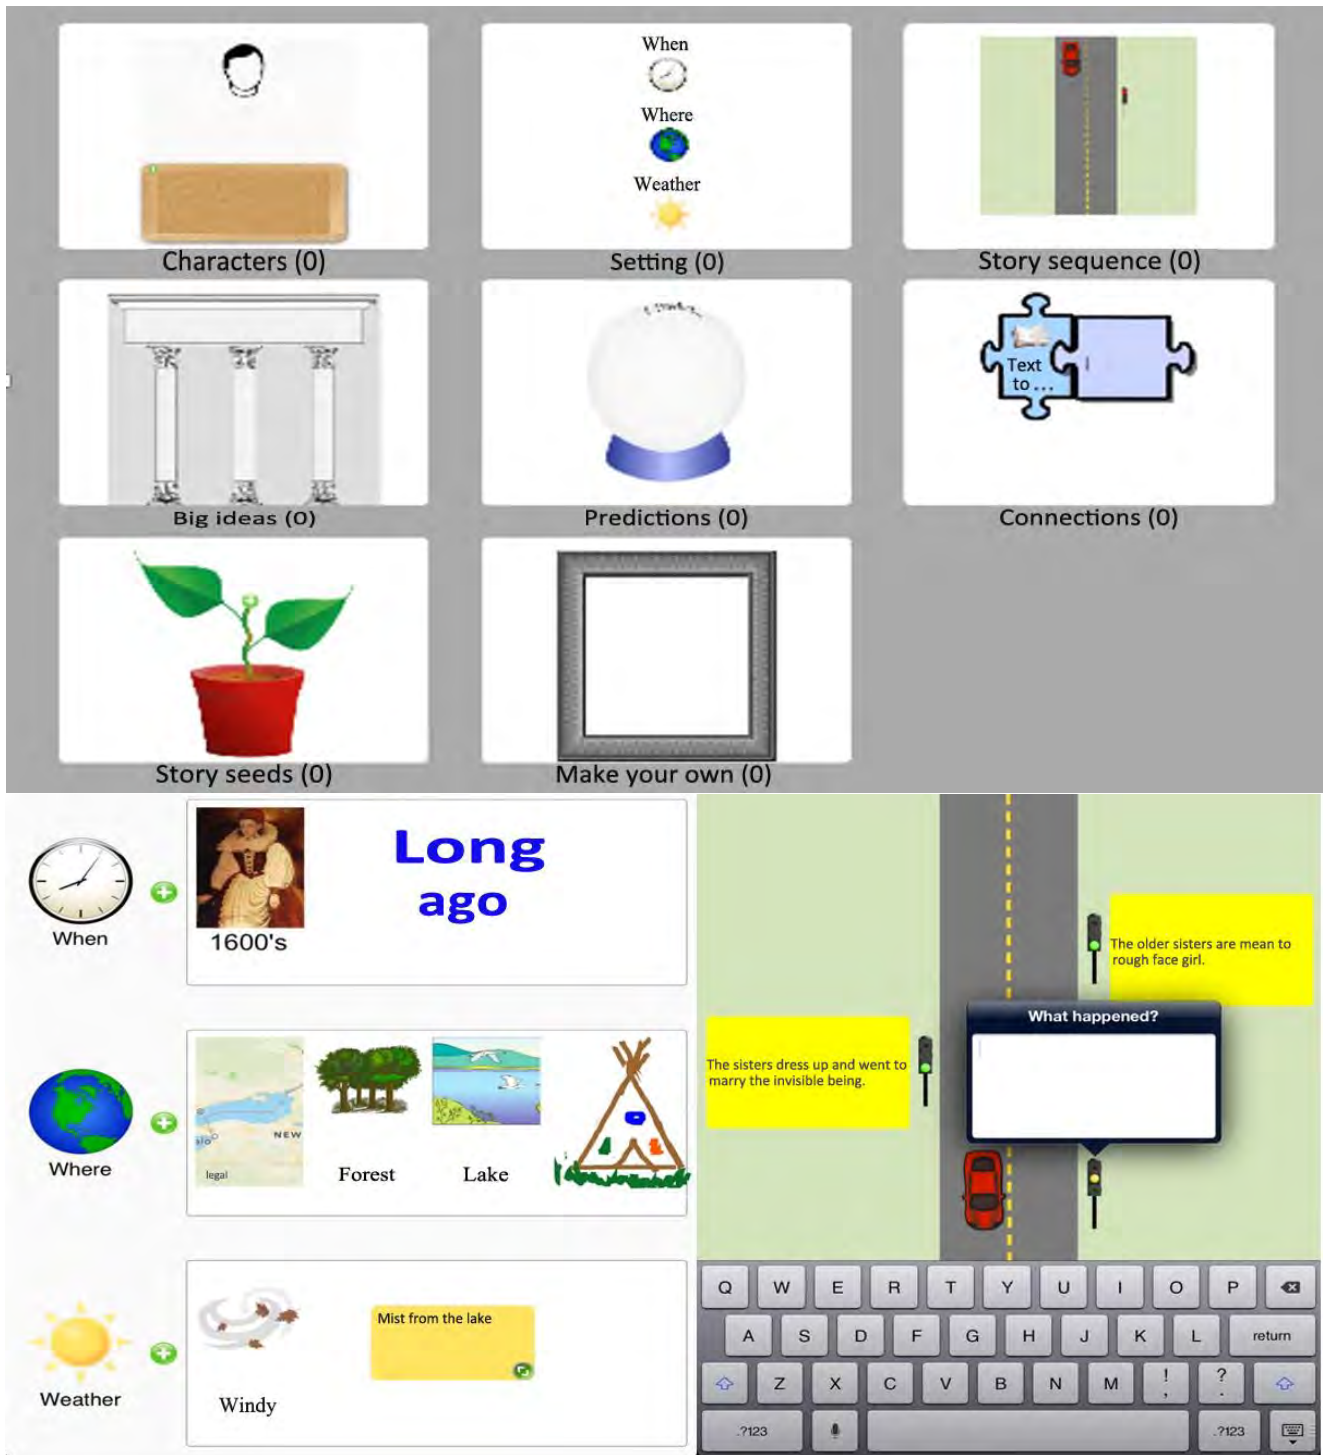 When
Where
Weather
Characters (0)
Setting (0)
Story sequence (0)
Text
to ...
Big ideas (0)
Predictions (0)
Connections (0)
Story seeds (0)
Make your own (0)
When
1600's
Long
ago
Where
NEW
legal
Forest
Lake
Weather
Windy
Mist from the lake
The older sisters are mean to
rough face girl.
What happened?
The sisters dress up and went to
marry the invisible being.
Q W E R T Y U I O P
A S D F G H J K L return
Z X C V B N M ! , ? .
.?123 .?123